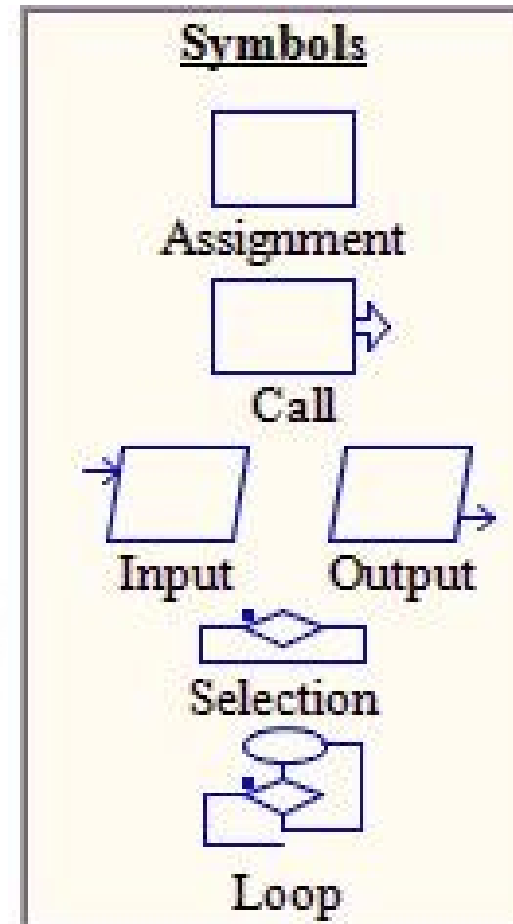 Symbols
Assignment
Call
Input Output
Selection
Loop